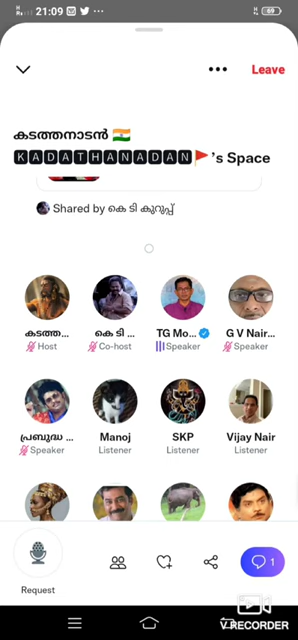 21:09
69
Leave
കടത്തനാടൻ
KADATHANADAN 's Space
Shared by കെ ടി കുറുപ്പ്
കടത്ത... കെ ടി ... TG Mo... G V Nair...
Host Co-host Speaker Speaker
പ്രബുദ്ധ ... Manoj SKP Vijay Nair
Speaker Listener Listener Listener
1
Request
V RECORDER